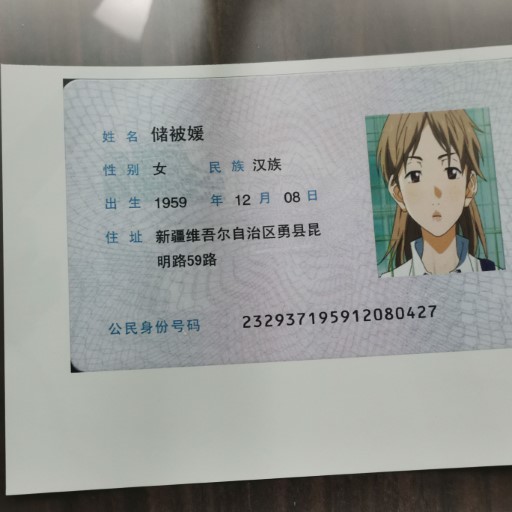 姓名 储被媛
性别 女 民族 汉族
出生 1959 年 12 月 08 日
住址 新疆维吾尔自治区勇县昆
明路59路
公民身份号码 232937195912080427